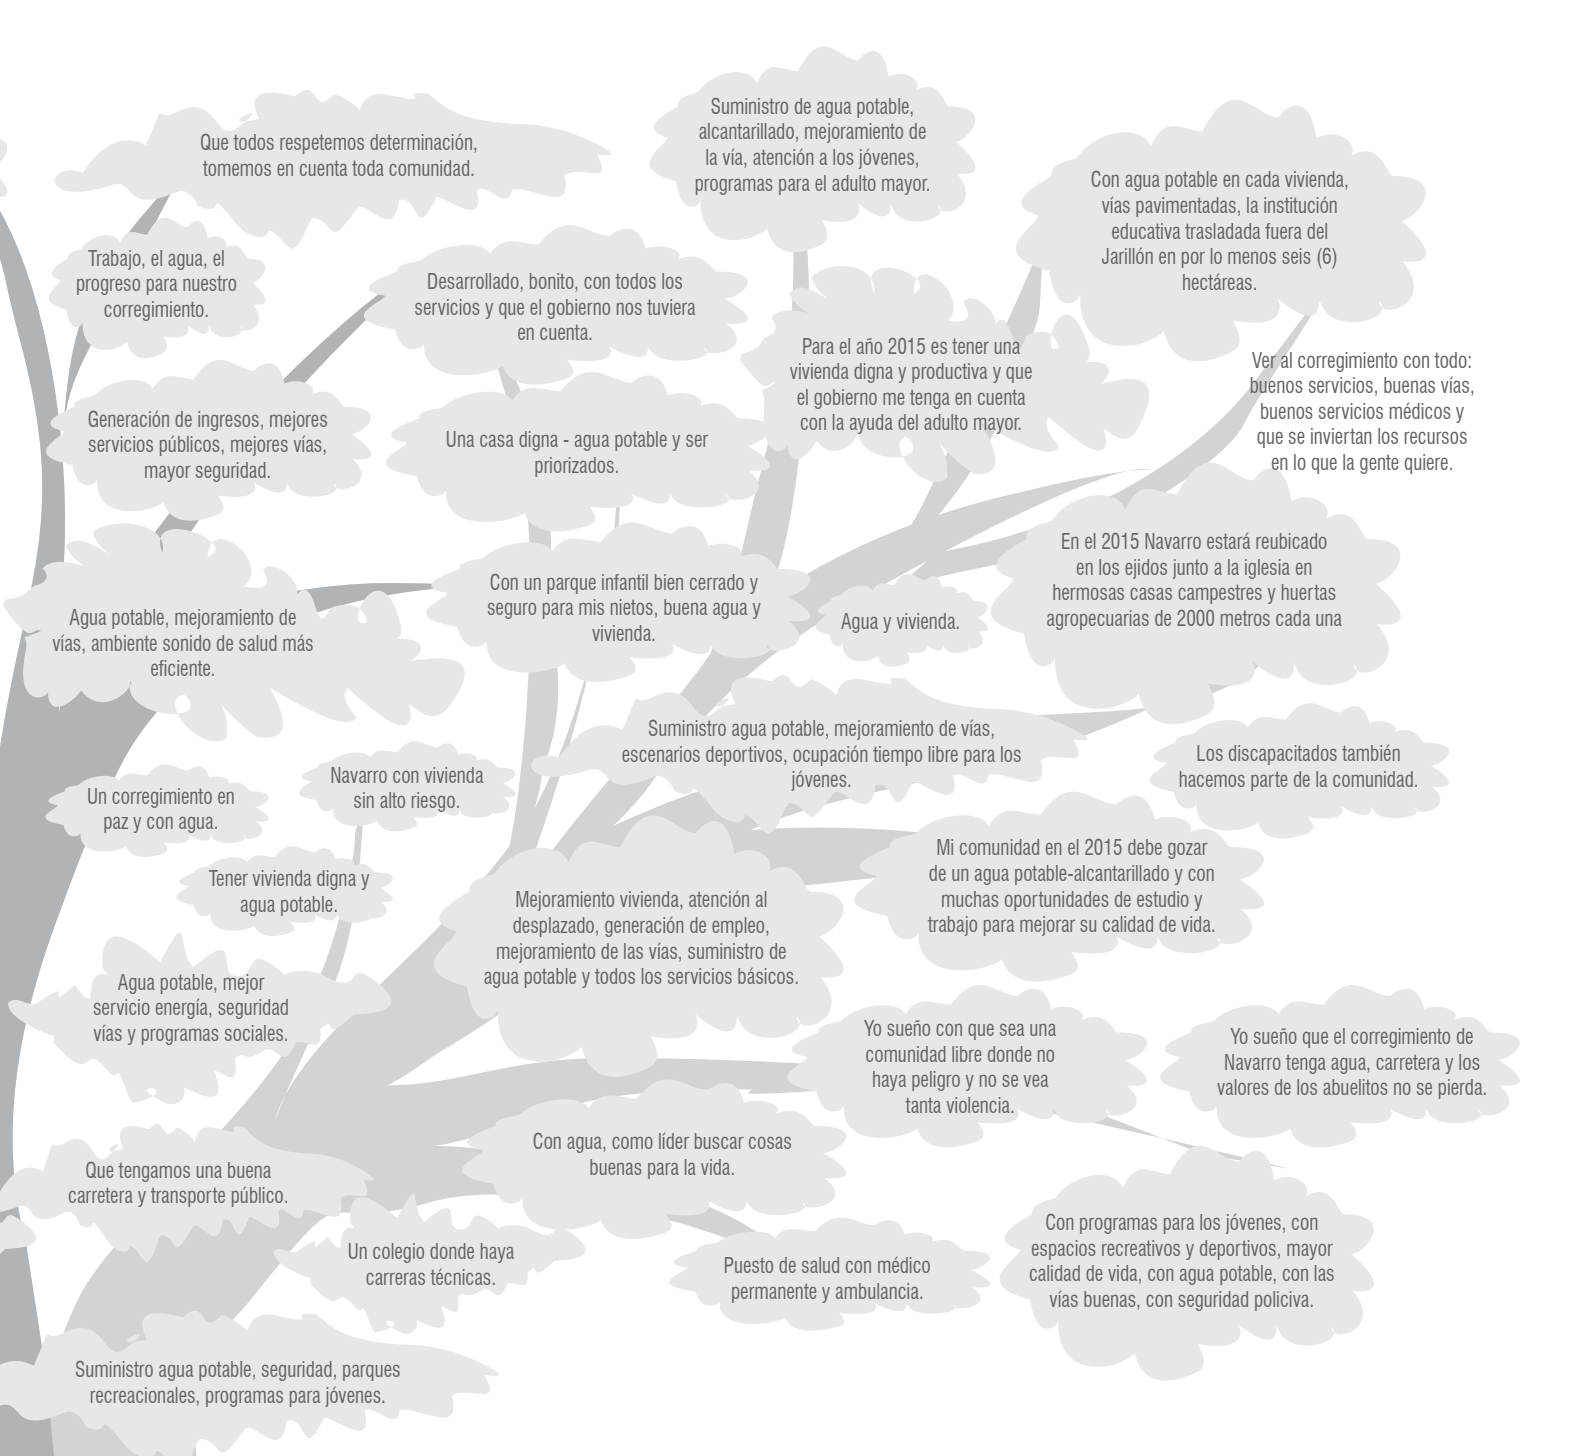 Que todos respetemos determinación,
tomemos en cuenta toda comunidad.
Suministro de agua potable,
alcantarillado, mejoramiento de
la vía, atención a los jóvenes,
programas para el adulto mayor.
Con agua potable en cada vivienda,
vías pavimentadas, la institución
educativa trasladada fuera del
Jarillón en por lo menos seis (6)
hectáreas.
Trabajo, el agua, el
progreso para nuestro
corregimiento.
Desarrollado, bonito, con todos los
servicios y que el gobierno nos tuviera
en cuenta.
Para el año 2015 es tener una
vivienda digna y productiva y que
el gobierno me tenga en cuenta
con la ayuda del adulto mayor.
Ver al corregimiento con todo:
buenos servicios, buenas vías,
buenos servicios médicos y
que se inviertan los recursos
en lo que la gente quiere.
Generación de ingresos, mejores
servicios públicos, mejores vías,
mayor seguridad.
Una casa digna - agua potable y ser
priorizados.
En el 2015 Navarro estará reubicado
en los ejidos junto a la iglesia en
hermosas casas campestres y huertas
agropecuarias de 2000 metros cada una
Con un parque infantil bien cerrado y
seguro para mis nietos, buena agua y
vivienda.
Agua y vivienda.
Agua potable, mejoramiento de
vías, ambiente sonido de salud más
eficiente.
Suministro agua potable, mejoramiento de vías,
escenarios deportivos, ocupación tiempo libre para los
jóvenes.
Los discapacitados también
hacemos parte de la comunidad.
Navarro con vivienda
sin alto riesgo.
Un corregimiento en
paz y con agua.
Mi comunidad en el 2015 debe gozar
de un agua potable-alcantarillado y con
muchas oportunidades de estudio y
trabajo para mejorar su calidad de vida.
Tener vivienda digna y
agua potable.
Mejoramiento vivienda, atención al
desplazado, generación de empleo,
mejoramiento de las vías, suministro de
agua potable y todos los servicios básicos.
Agua potable, mejor
servicio energía, seguridad
vías y programas sociales.
Yo sueño con que sea una
comunidad libre donde no
haya peligro y no se vea
tanta violencia.
Yo sueño que el corregimiento de
Navarro tenga agua, carretera y los
valores de los abuelitos no se pierda.
Con agua, como líder buscar cosas
buenas para la vida.
Que tengamos una buena
carretera y transporte público.
Con programas para los jóvenes, con
espacios recreativos y deportivos, mayor
calidad de vida, con agua potable, con las
vías buenas, con seguridad policiva.
Un colegio donde haya
carreras técnicas.
Puesto de salud con médico
permanente y ambulancia.
Suministro agua potable, seguridad, parques
recreacionales, programas para jóvenes.